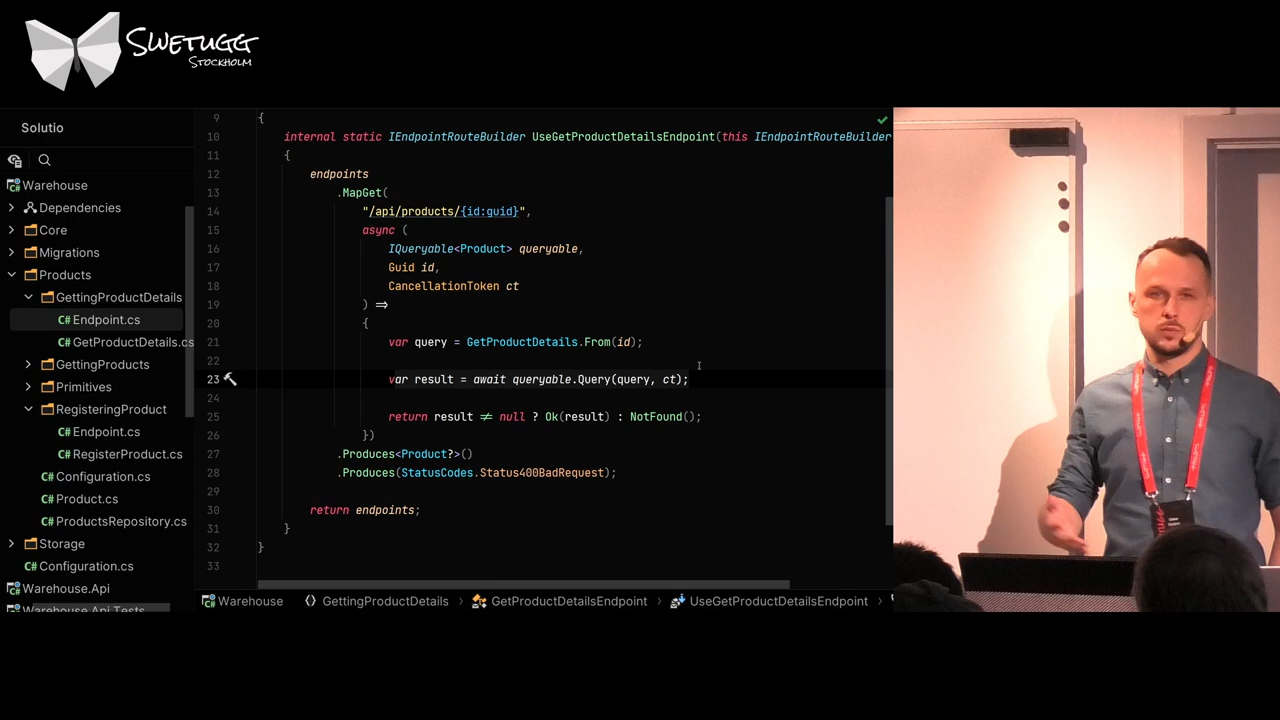 Swetugg
Stockholm
Solutio
Warehouse
Dependencies
Core
Migrations
Products
GettingProductDetails
C# Endpoint.cs
C# GetProductDetails.cs
GettingProducts
Primitives
RegisteringProduct
C# Endpoint.cs
C# RegisterProduct.cs
C# Configuration.cs
C# Product.cs
C# ProductsRepository.cs
Storage
C# Configuration.cs
Warehouse.Api
Warehouse.Api.Tests
9 {
10 internal static IEndpointRouteBuilder UseGetProductDetailsEndpoint(this IEndpointRouteBuilder
11 {
12 endpoints
13 .MapGet(
14 "/api/products/{id:guid}",
15 async (
16 IQueryable<Product> queryable,
17 Guid id,
18 CancellationToken ct
19 ) =>
20 {
21 var query = GetProductDetails.From(id);
22
23 var result = await queryable.Query(query, ct);
24
25 return result ≠ null ? Ok(result) : NotFound();
26 })
27 .Produces<Product?>()
28 .Produces(StatusCodes.Status400BadRequest);
29
30 return endpoints;
31 }
32 }
33
Warehouse GettingProductDetails > GetProductDetailsEndpoint > UseGetProductDetailsEndpoint >